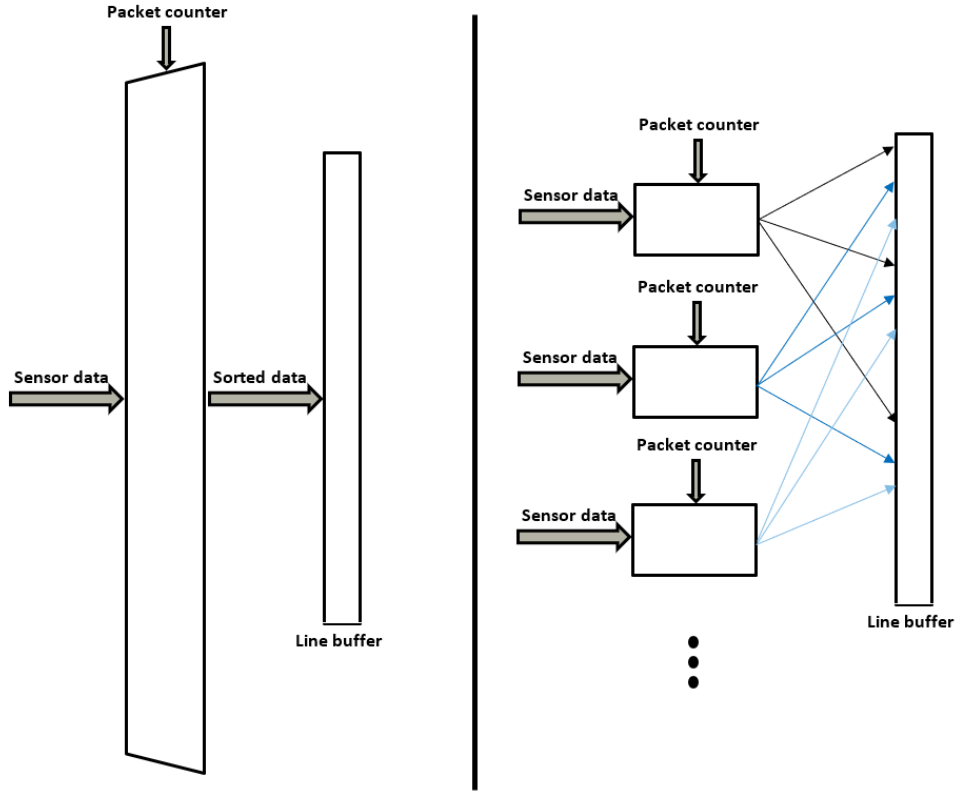 Packet counter
Sensor data
Sorted data
Line buffer
Packet counter
Sensor data
Packet counter
Sensor data
Packet counter
Sensor data
Line buffer